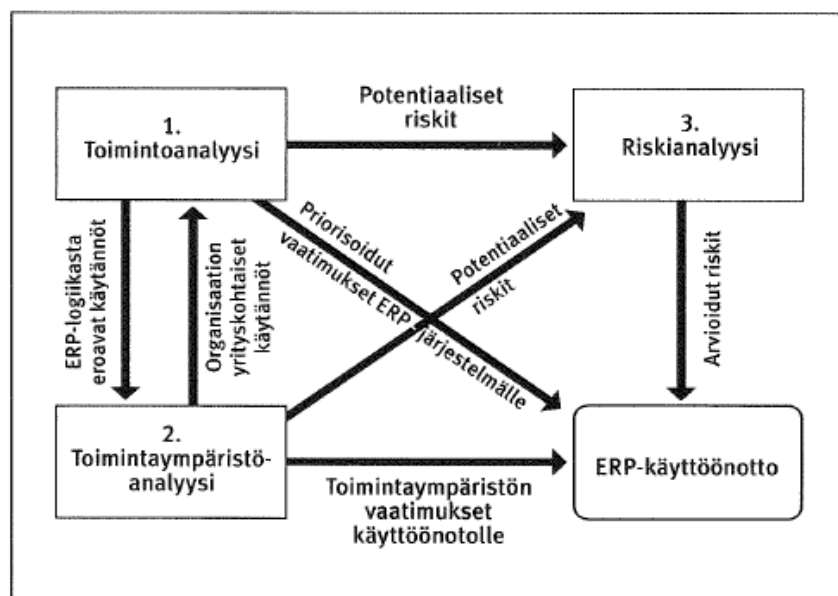 1.
Toimintoanalyysi
Potentiaaliset
riskit
3.
Riskianalyysi
ERP-logiikasta
eroavat käytännöt
Organisaation
yrityskohtaiset
käytännöt
Priorisoidut
vaatimukset ERP-järjestelmälle
Potentiaaliset
riskit
Arvioidut riskit
2.
Toimintaympäristö-
analyysi
Toimintaympäristön
vaatimukset
käyttöönotolle
ERP-käyttöönotto